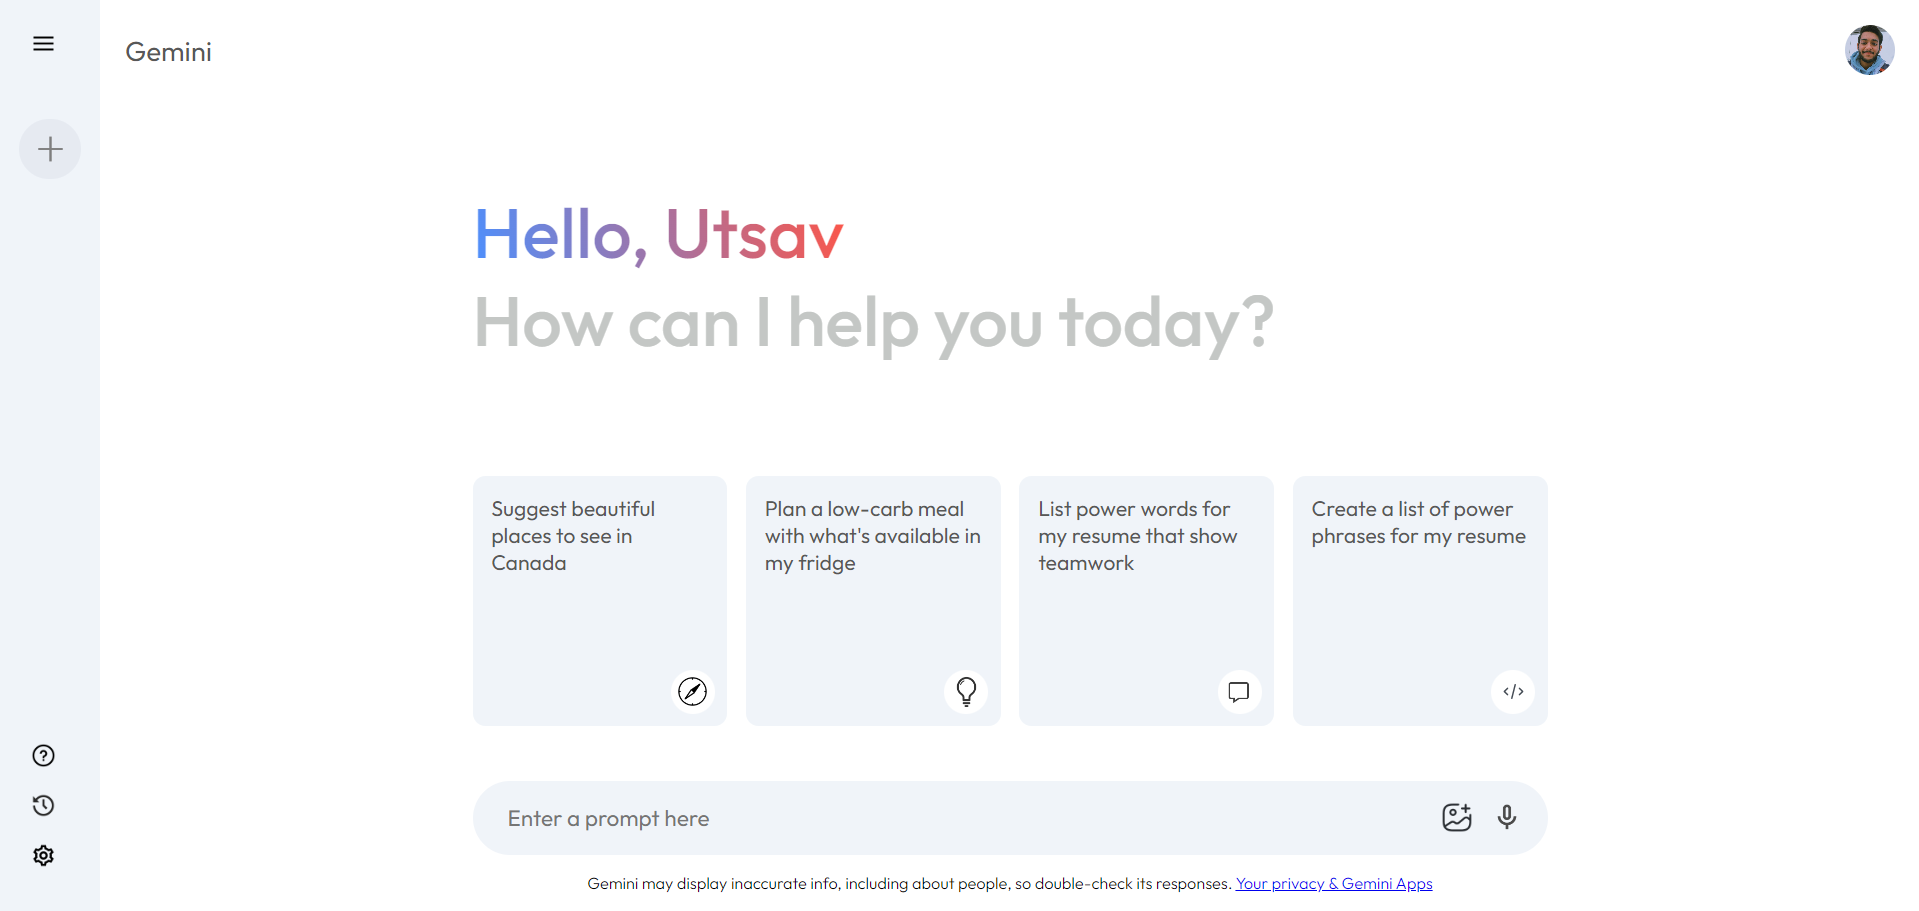 Gemini
Hello, Utsav
How can I help you today?
Suggest beautiful
places to see in
Canada
Plan a low-carb meal
with what's available in
my fridge
List power words for
my resume that show
teamwork
Create a list of power
phrases for my resume
</>
Enter a prompt here
Gemini may display inaccurate info, including about people, so double-check its responses. Your privacy & Gemini Apps